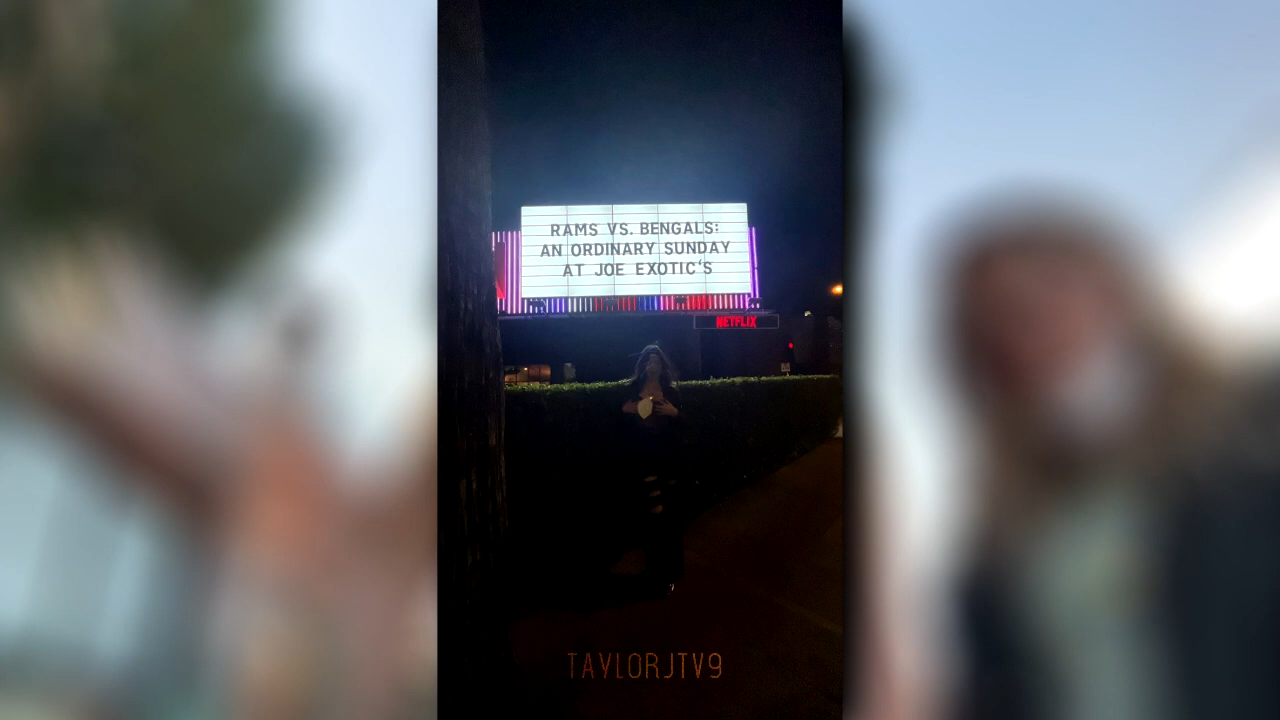 RAMS VS. BENGALS:
AN ORDINARY SUNDAY
AT JOE EXOTIC'S
NETFLIX
TAYLORJTV9